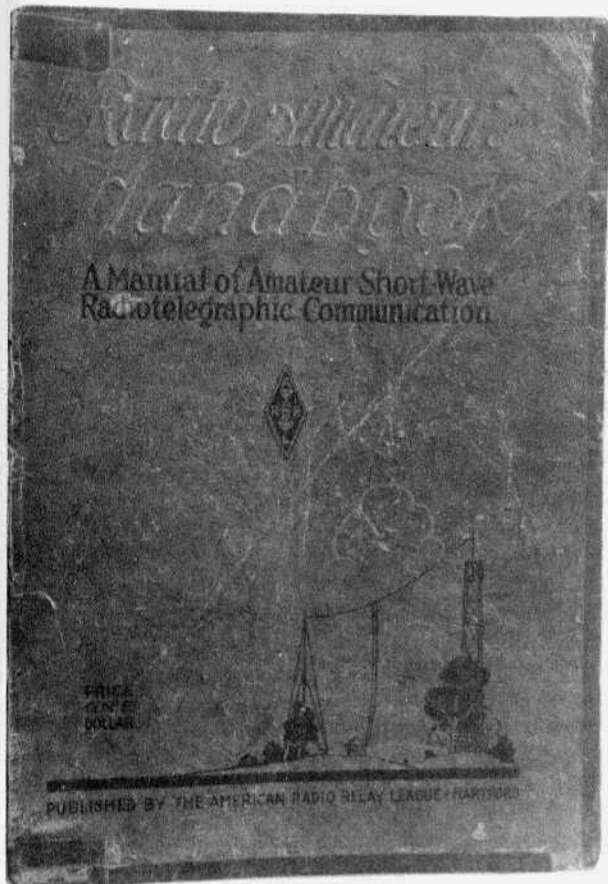 Radio Amateur's
Handbook
A Manual of Amateur Short-Wave
Radiotelegraphic Communication
PRICE
ONE
DOLLAR
PUBLISHED BY THE AMERICAN RADIO RELAY LEAGUE - HARTFORD